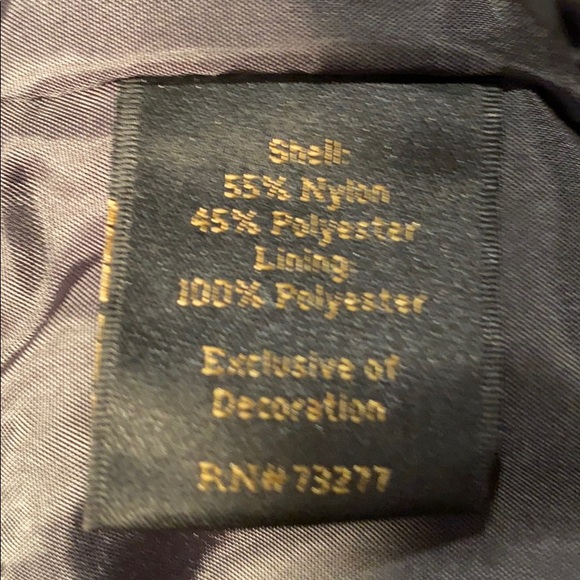 Shell:
55% Nylon
45% Polyester
Lining:
100% Polyester
Exclusive of
Decoration
RN# 73277